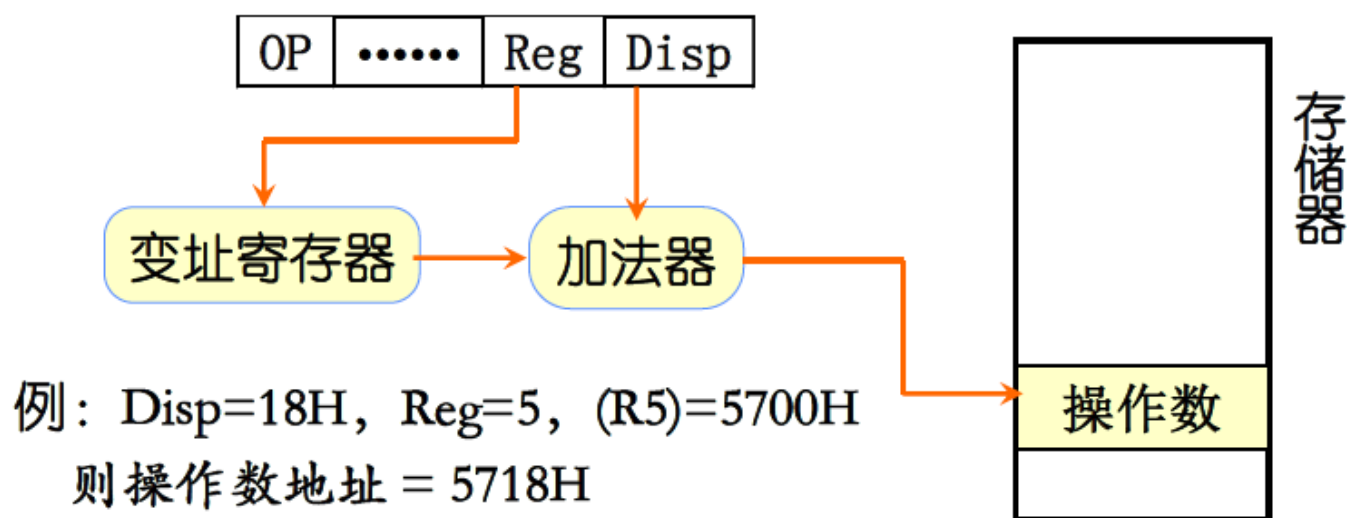 OP •••••• Reg Disp
存储器
变址寄存器
加法器
操作数
例：Disp=18H，Reg=5，(R5)=5700H
则操作数地址 = 5718H